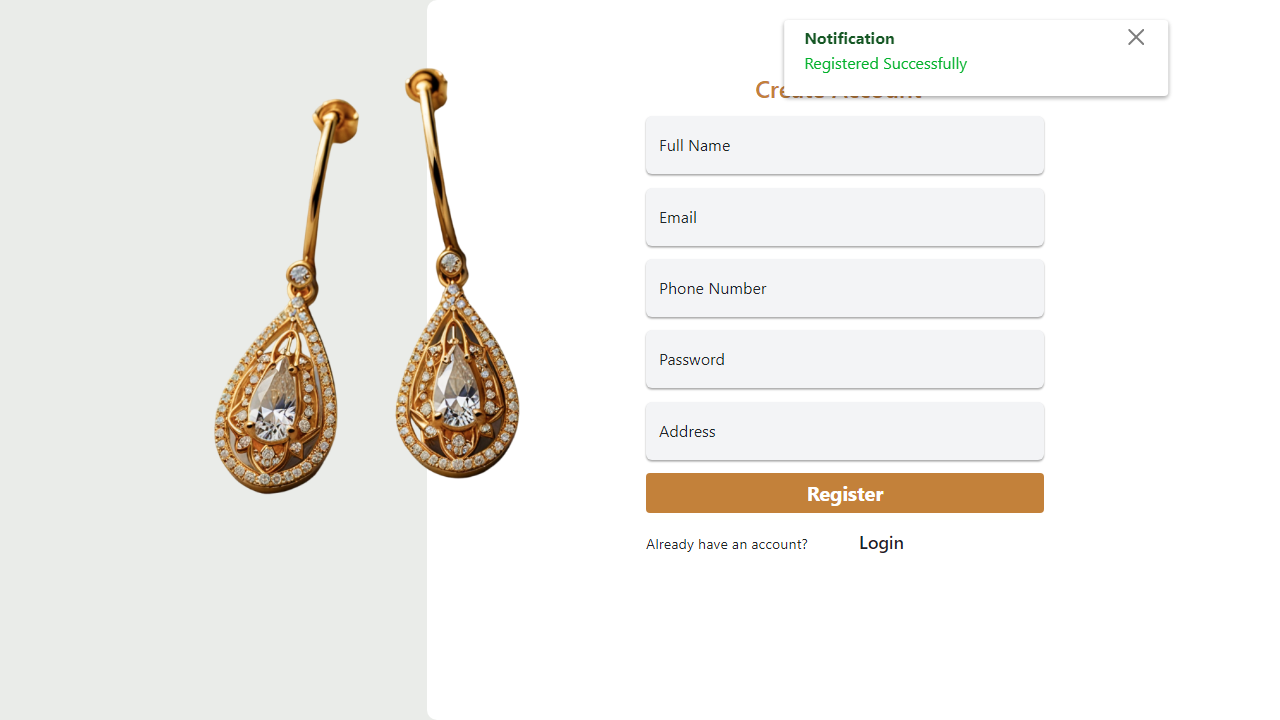 Notification
Registered Successfully
Create Account
Full Name
Email
Phone Number
Password
Address
Register
Already have an account? Login